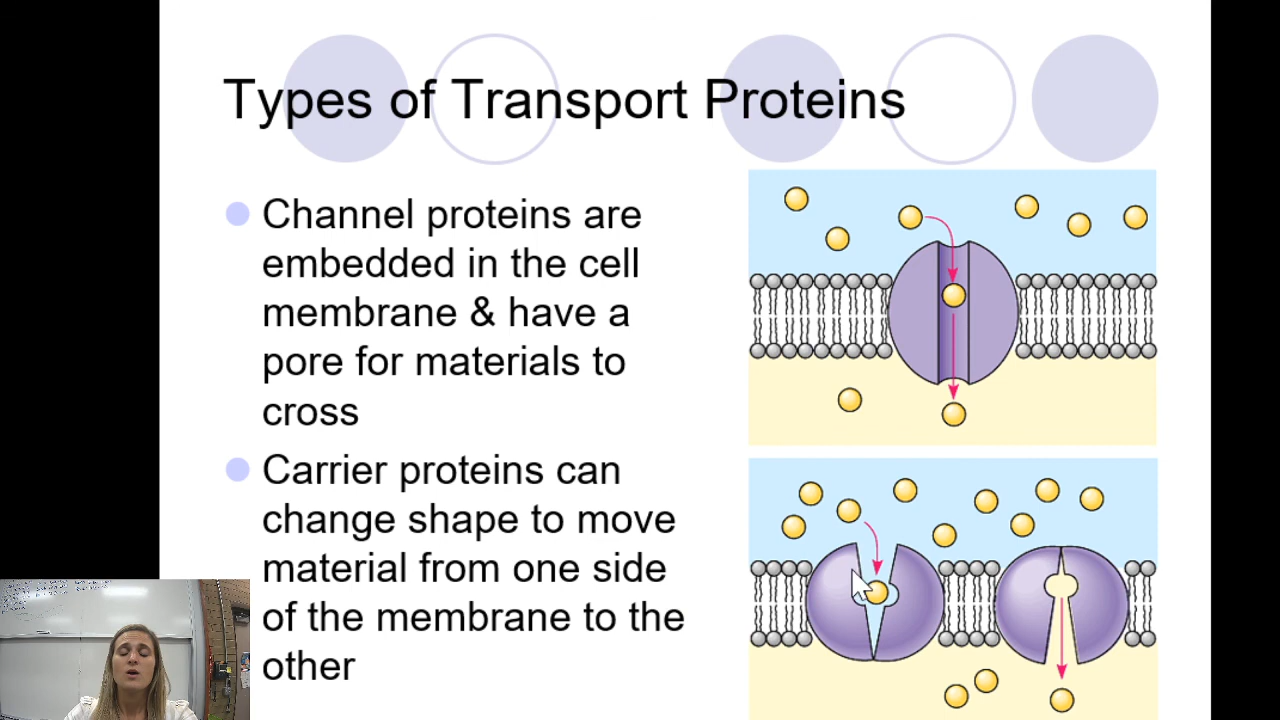 Types of Transport Proteins
Channel proteins are
embedded in the cell
membrane & have a
pore for materials to
cross
Carrier proteins can
change shape to move
material from one side
of the membrane to the
other